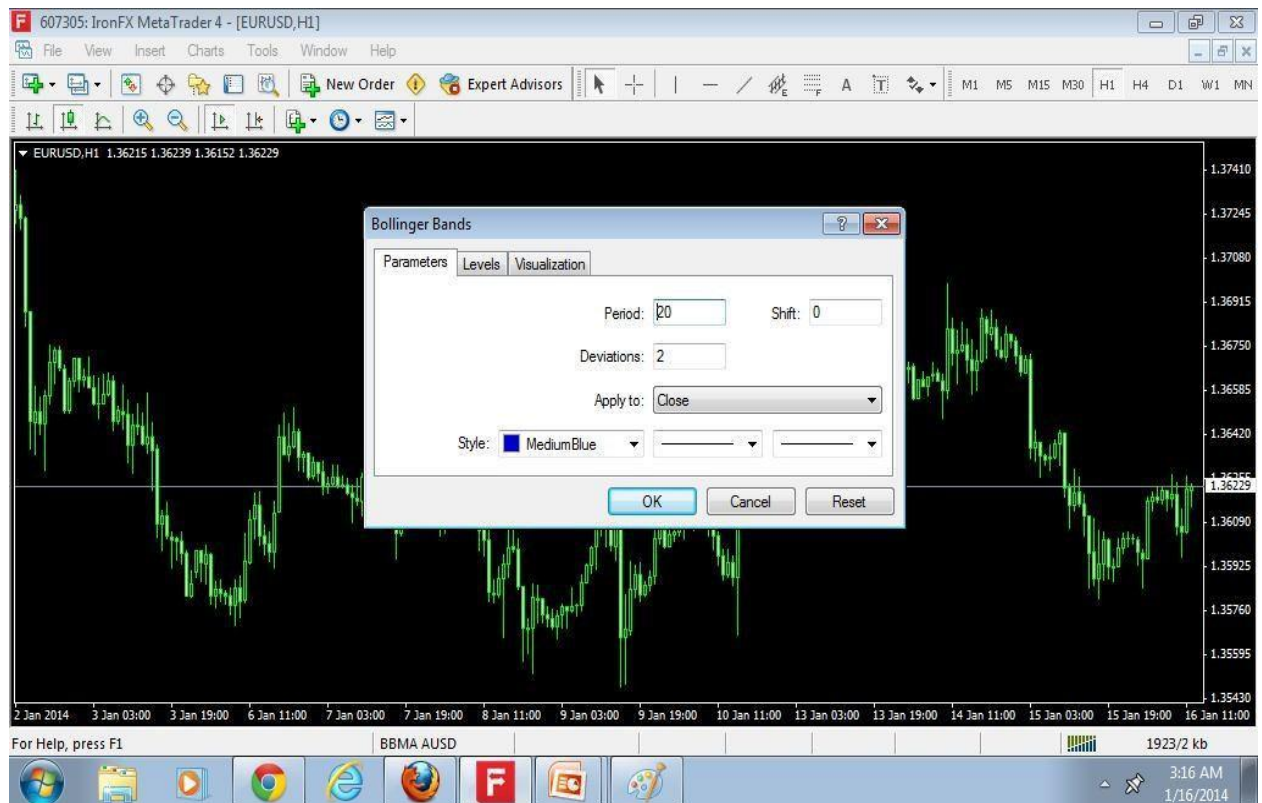 607305: IronFX MetaTrader 4 - [EURUSD,H1]
File View Insert Charts Tools Window Help
New Order Expert Advisors E F A T M1 M5 M15 M30 H1 H4 D1 W1 MN
EURUSD,H1 1.36215 1.36239 1.36152 1.36229
1.37410
1.37245
1.37080
1.36915
1.36750
1.36585
1.36420
1.36229
1.36090
1.35925
1.35760
1.35595
1.35430
Bollinger Bands
Parameters Levels Visualization
Period: 20 Shift: 0
Deviations: 2
Apply to: Close
Style: MediumBlue
OK Cancel Reset
2 Jan 2014 3 Jan 03:00 3 Jan 19:00 6 Jan 11:00 7 Jan 03:00 7 Jan 19:00 8 Jan 11:00 9 Jan 03:00 9 Jan 19:00 10 Jan 11:00 13 Jan 03:00 13 Jan 19:00 14 Jan 11:00 15 Jan 03:00 15 Jan 19:00 16 Jan 11:00
For Help, press F1 BBMA AUSD 1923/2 kb
3:16 AM
1/16/2014